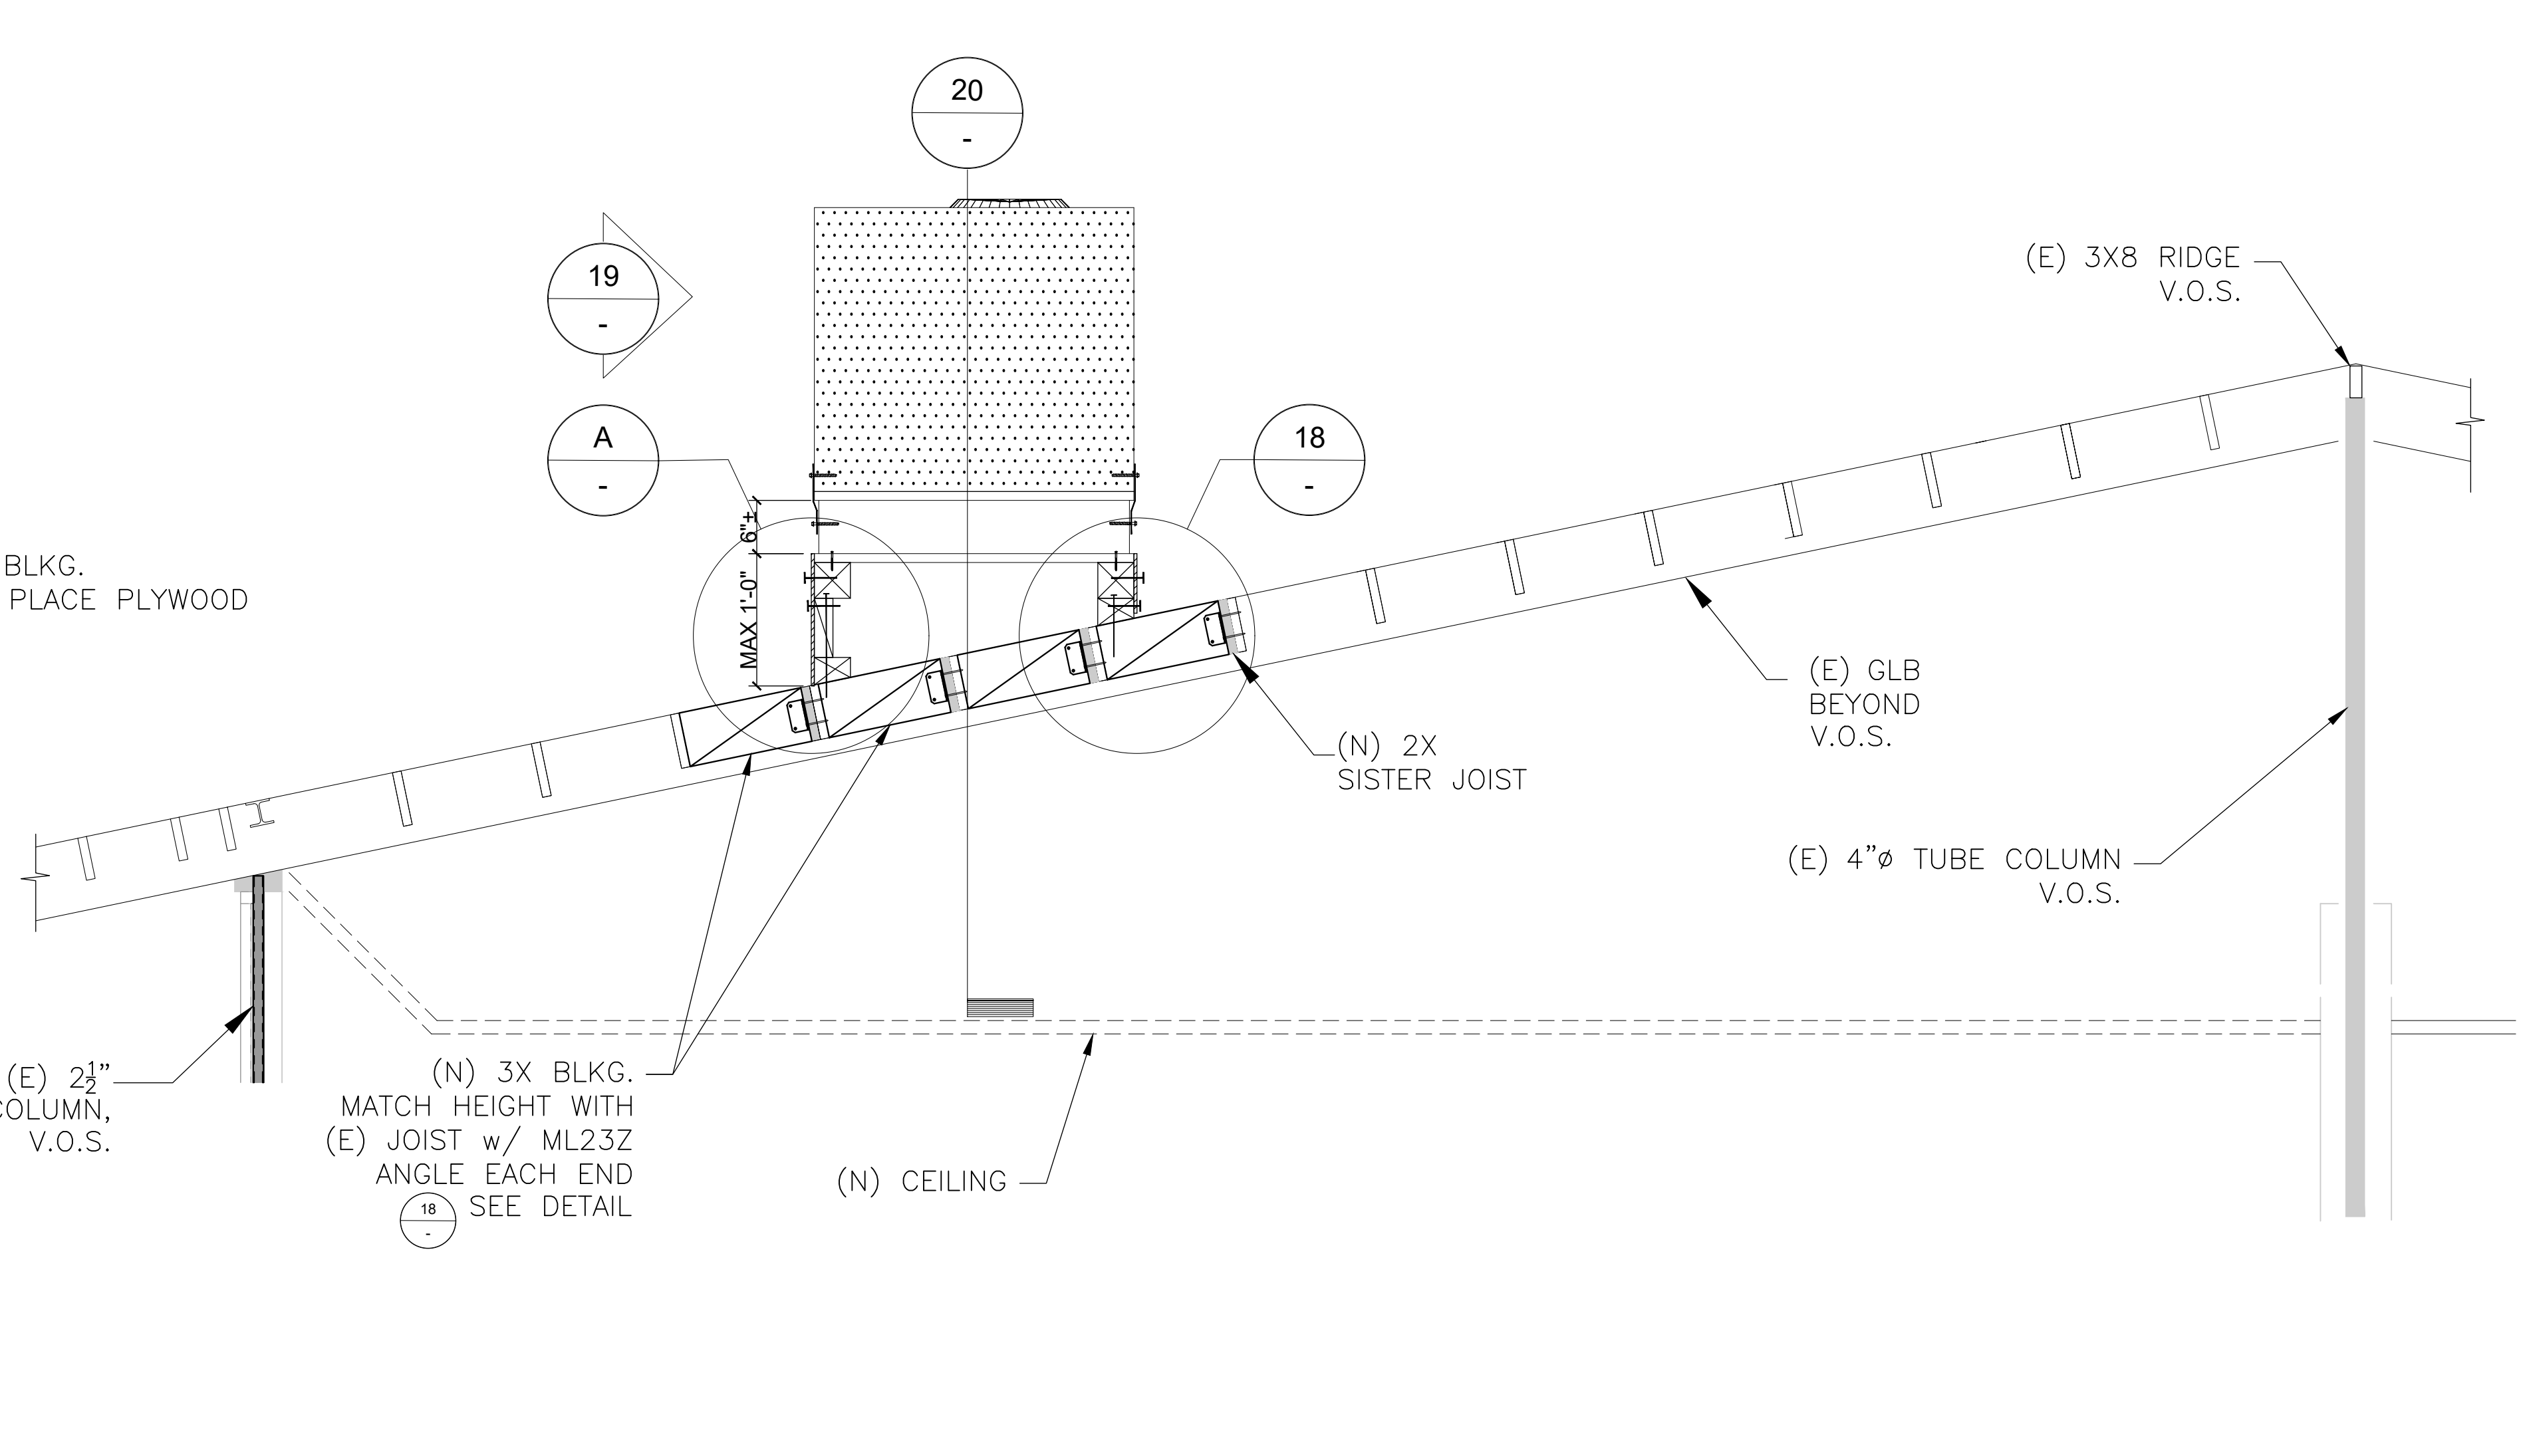 20
-
19
-
(E) 3X8 RIDGE
V.O.S.
A
-
18
-
6"±
MAX 1'-0"
BLKG.
PLACE PLYWOOD
(E) GLB
BEYOND
V.O.S.
(N) 2X
SISTER JOIST
(E) 4"ø TUBE COLUMN
V.O.S.
(E) 2½"
COLUMN,
V.O.S.
(N) 3X BLKG.
MATCH HEIGHT WITH
(E) JOIST w/ ML23Z
ANGLE EACH END
SEE DETAIL
18
-
(N) CEILING